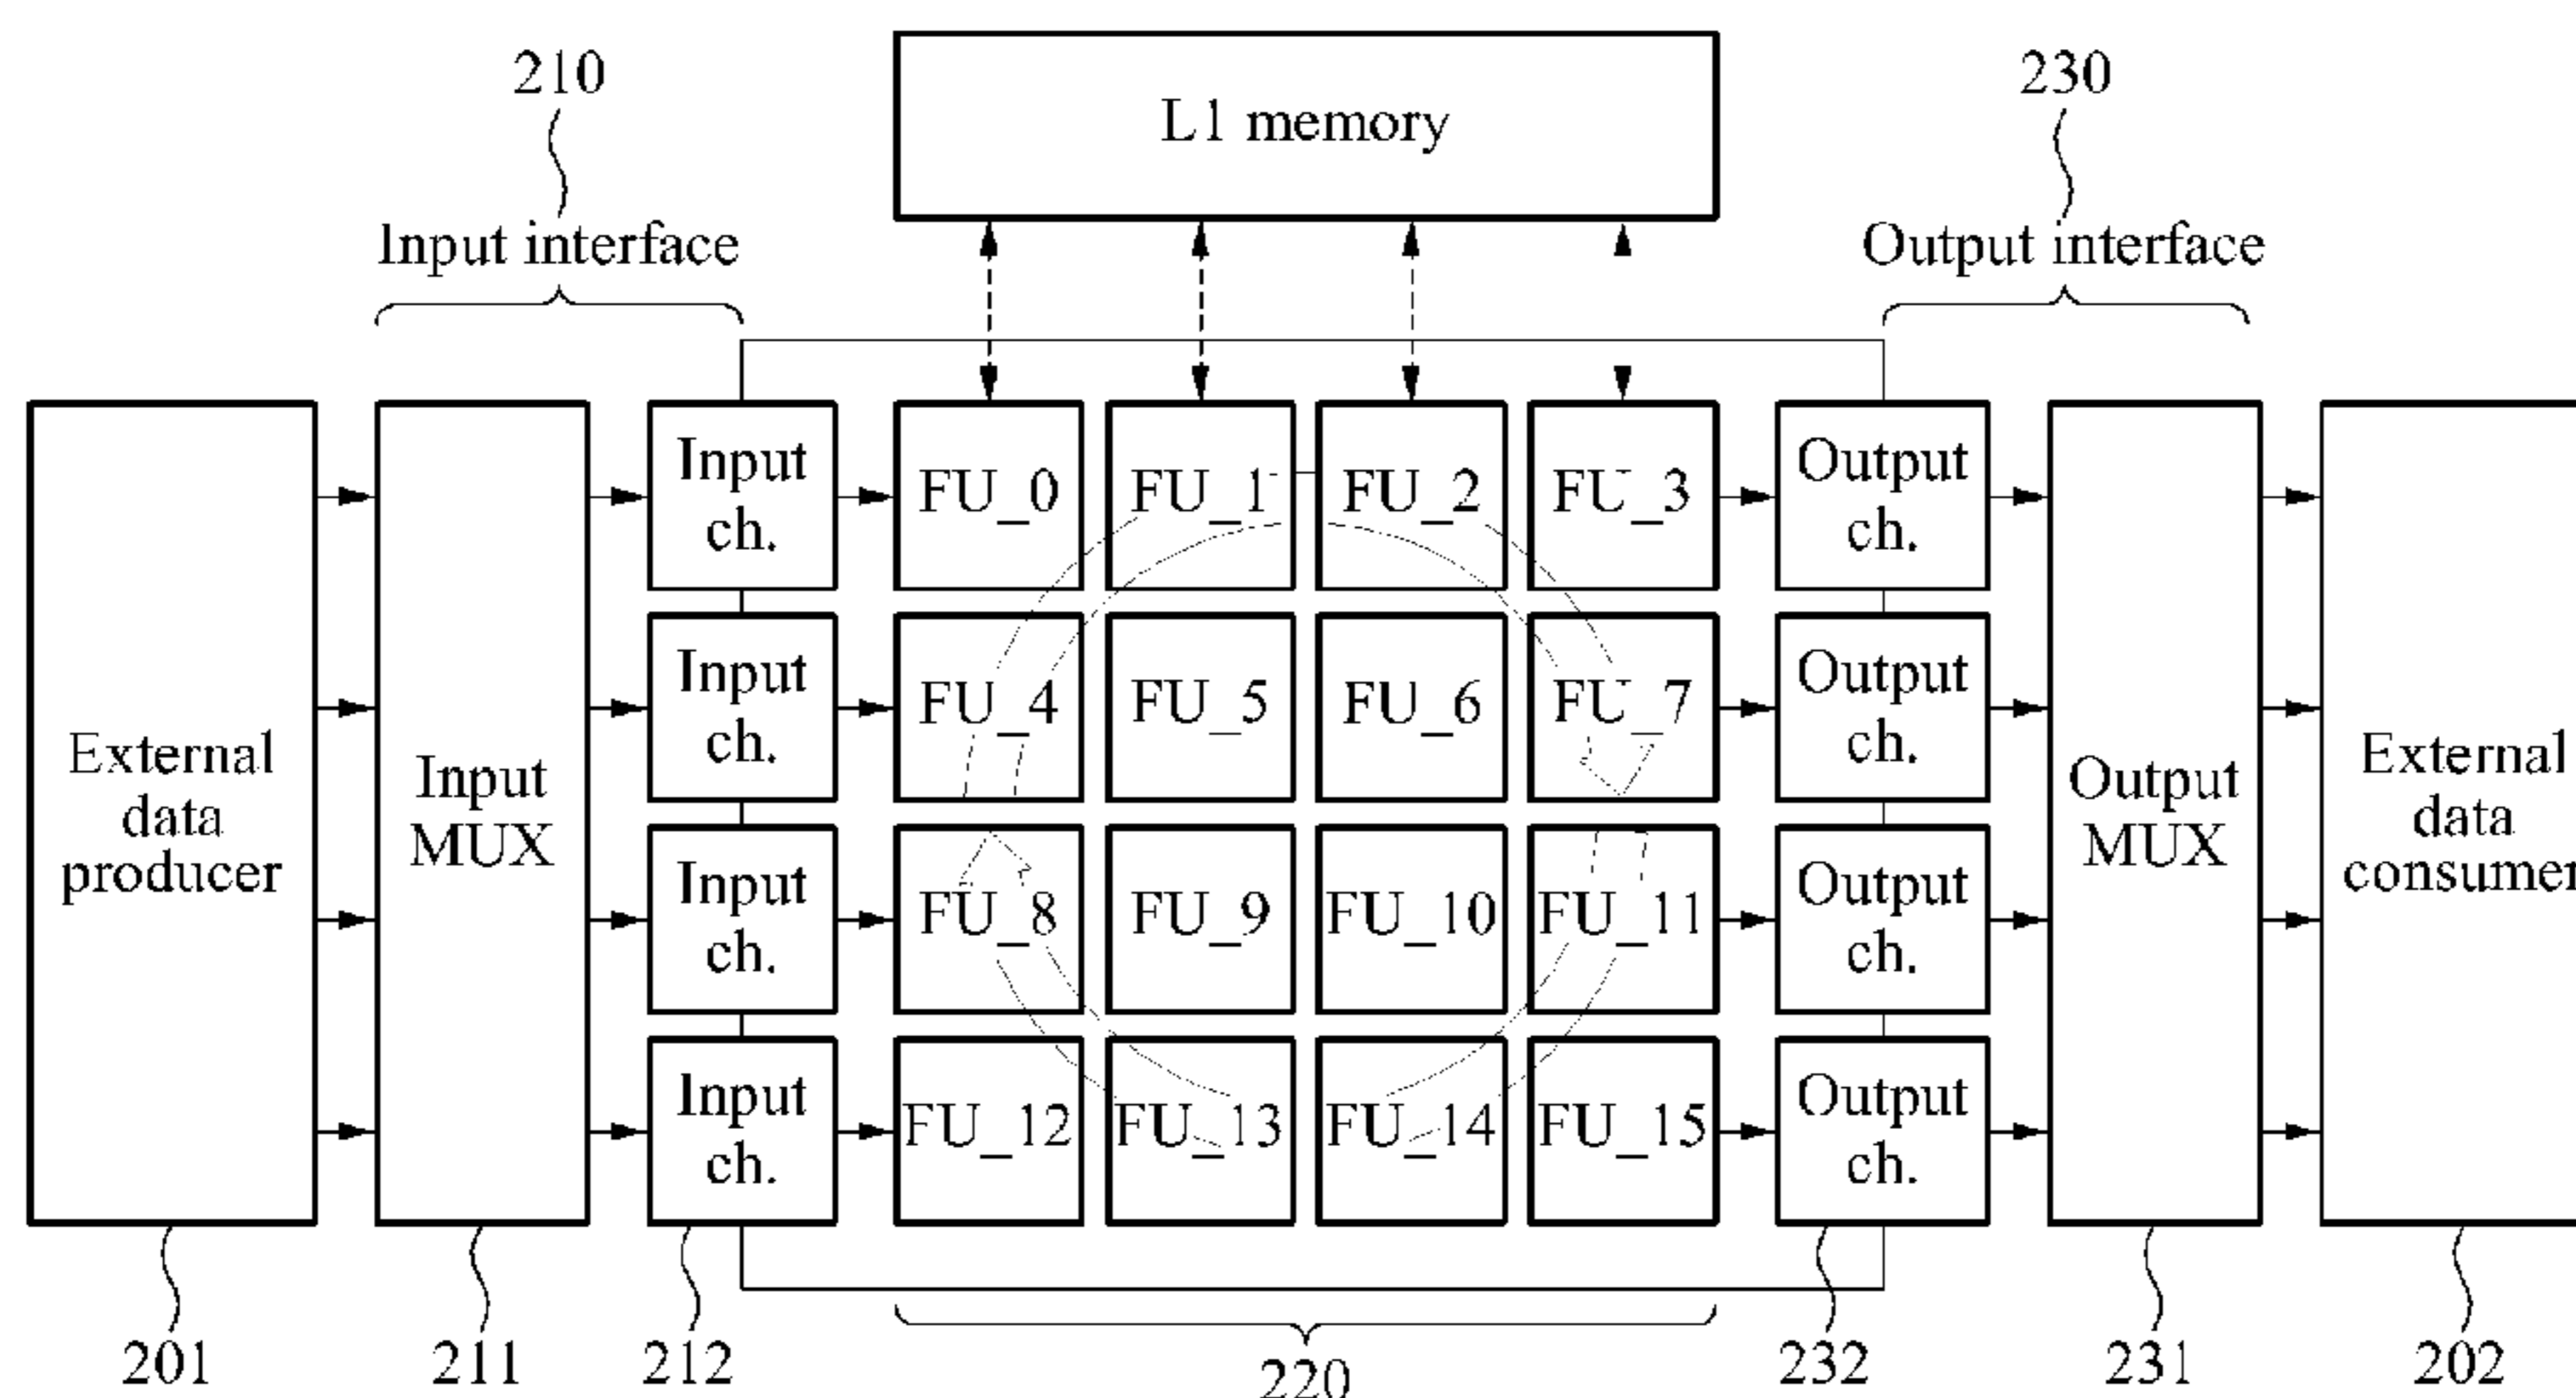 210
230
L1 memory
Input interface
Output interface
External
data
producer
Input
MUX
Input
ch.
Input
ch.
Input
ch.
Input
ch.
FU_0
FU_1
FU_2
FU_3
FU_4
FU_5
FU_6
FU_7
FU_8
FU_9
FU_10
FU_11
FU_12
FU_13
FU_14
FU_15
Output
ch.
Output
ch.
Output
ch.
Output
ch.
Output
MUX
External
data
consumer
201
211
212
220
232
231
202